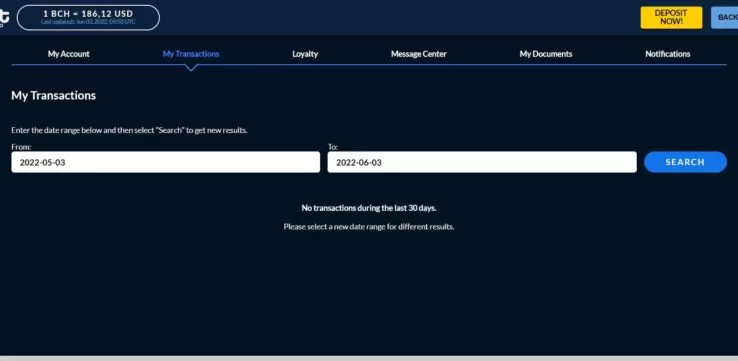 1 BCH = 186,12 USD
Last updated: Jun 03, 2022, 09:50 UTC
DEPOSIT
NOW!
BACK
My Account
My Transactions
Loyalty
Message Center
My Documents
Notifications
My Transactions
Enter the date range below and then select "Search" to get new results.
From:
To:
2022-05-03
2022-06-03
SEARCH
No transactions during the last 30 days.
Please select a new date range for different results.